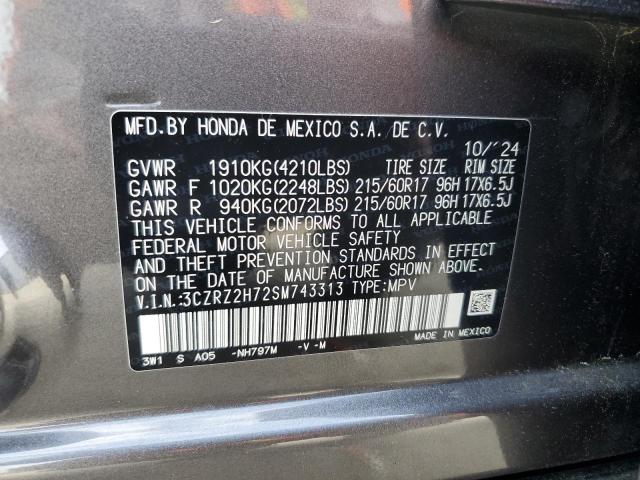 MFD.BY HONDA DE MEXICO S.A. DE C.V.
10/'24
GVWR 1910KG(4210LBS) TIRE SIZE RIM SIZE
GAWR F 1020KG(2248LBS) 215/60R17 96H 17X6.5J
GAWR R 940KG(2072LBS) 215/60R17 96H 17X6.5J
THIS VEHICLE CONFORMS TO ALL APPLICABLE
FEDERAL MOTOR VEHICLE SAFETY
AND THEFT PREVENTION STANDARDS IN EFFECT
ON THE DATE OF MANUFACTURE SHOWN ABOVE.
V.I.N.:3CZRZ2H72SM743313 TYPE:MPV
3W1 S A05 -NH797M -V -M MADE IN MEXICO